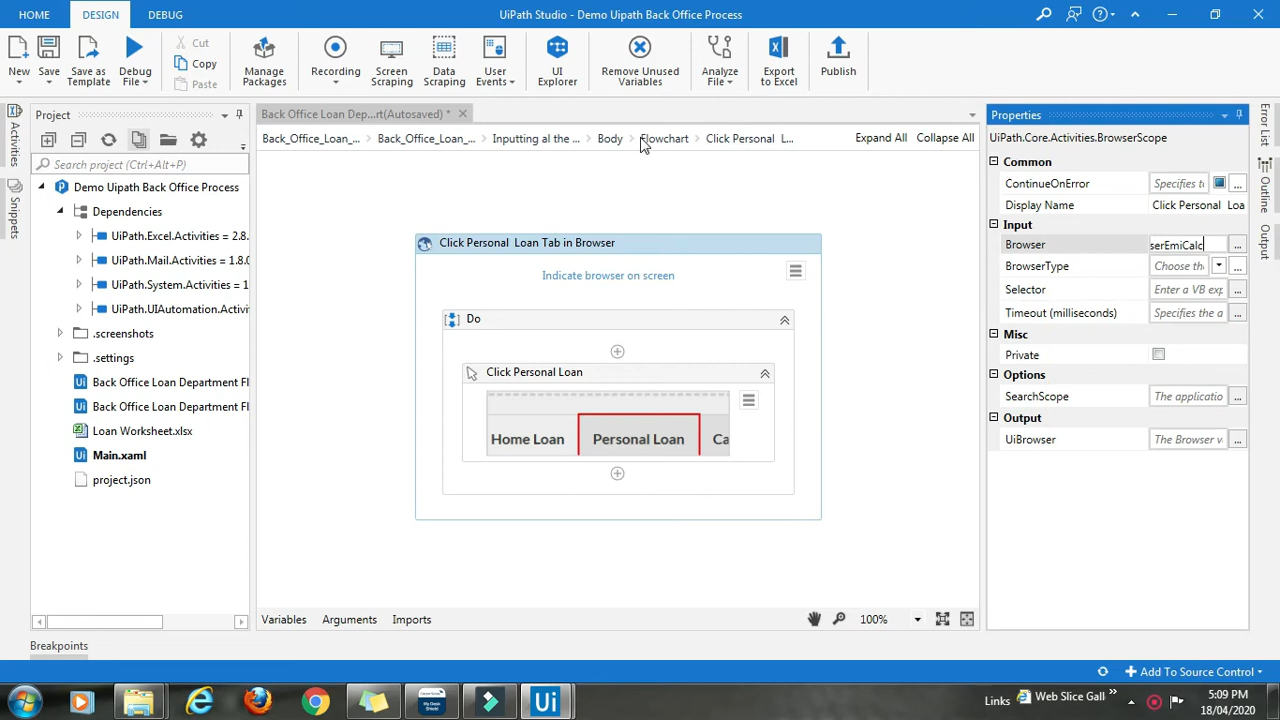 HOME DESIGN DEBUG UiPath Studio - Demo Uipath Back Office Process
New Save Save as Template Debug File Cut Copy Paste Manage Packages Recording Screen Scraping Data Scraping User Events UI Explorer Remove Unused Variables Analyze File Export to Excel Publish
Project
Search project (Ctrl+Alt+P)
Demo Uipath Back Office Process
Dependencies
UiPath.Excel.Activities = 2.8.
UiPath.Mail.Activities = 1.8.0
UiPath.System.Activities = 1
UiPath.UIAutomation.Activi
.screenshots
.settings
Back Office Loan Department Fl
Back Office Loan Department Fl
Loan Worksheet.xlsx
Main.xaml
project.json
Activities
Snippets
Breakpoints
Back Office Loan Dep...rt(Autosaved) *
Back_Office_Loan_... Back_Office_Loan_... Inputting al the ... Body Flowchart Click Personal L... Expand All Collapse All
Click Personal Loan Tab in Browser
Indicate browser on screen
Do
Click Personal Loan
Home Loan Personal Loan Ca
Variables Arguments Imports 100%
Properties
UiPath.Core.Activities.BrowserScope
Common
ContinueOnError Specifies t
Display Name Click Personal Loa
Input
Browser serEmiCalc ...
BrowserType Choose th ...
Selector Enter a VB exp ...
Timeout (milliseconds) Specifies the a ...
Misc
Private
Options
SearchScope The applicatio ...
Output
UiBrowser The Browser v ...
Error List
Outline
Output
Add To Source Control
Links Web Slice Gall
5:09 PM
18/04/2020